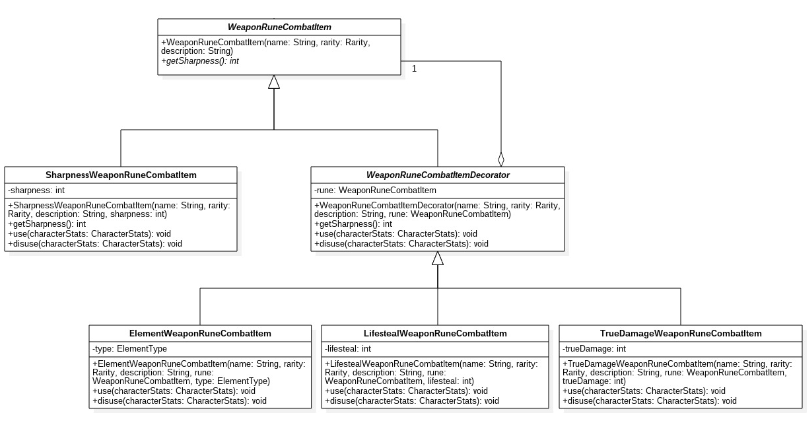 WeaponRuneCombatItem
+WeaponRuneCombatItem(name: String, rarity: Rarity,
description: String)
+getSharpness(): int
1
SharpnessWeaponRuneCombatItem
-sharpness: int
+SharpnessWeaponRuneCombatItem(name: String, rarity:
Rarity, description: String, sharpness: int)
+getSharpness(): int
+use(characterStats: CharacterStats): void
+disuse(characterStats: CharacterStats): void
WeaponRuneCombatItemDecorator
-rune: WeaponRuneCombatItem
+WeaponRuneCombatItemDecorator(name: String, rarity: Rarity,
description: String, rune: WeaponRuneCombatItem)
+getSharpness(): int
+use(characterStats: CharacterStats): void
+disuse(characterStats: CharacterStats): void
ElementWeaponRuneCombatItem
-type: ElementType
+ElementWeaponRuneCombatItem(name: String, rarity:
Rarity, description: String, rune:
WeaponRuneCombatItem, type: ElementType)
+use(characterStats: CharacterStats): void
+disuse(characterStats: CharacterStats): void
LifestealWeaponRuneCombatItem
-lifesteal: int
+LifestealWeaponRuneCombatItem(name: String, rarity:
Rarity, description: String, rune:
WeaponRuneCombatItem, lifesteal: int)
+use(characterStats: CharacterStats): void
+disuse(characterStats: CharacterStats): void
TrueDamageWeaponRuneCombatItem
-trueDamage: int
+TrueDamageWeaponRuneCombatItem(name: String, rarity:
Rarity, description: String, rune: WeaponRuneCombatItem,
trueDamage: int)
+use(characterStats: CharacterStats): void
+disuse(characterStats: CharacterStats): void